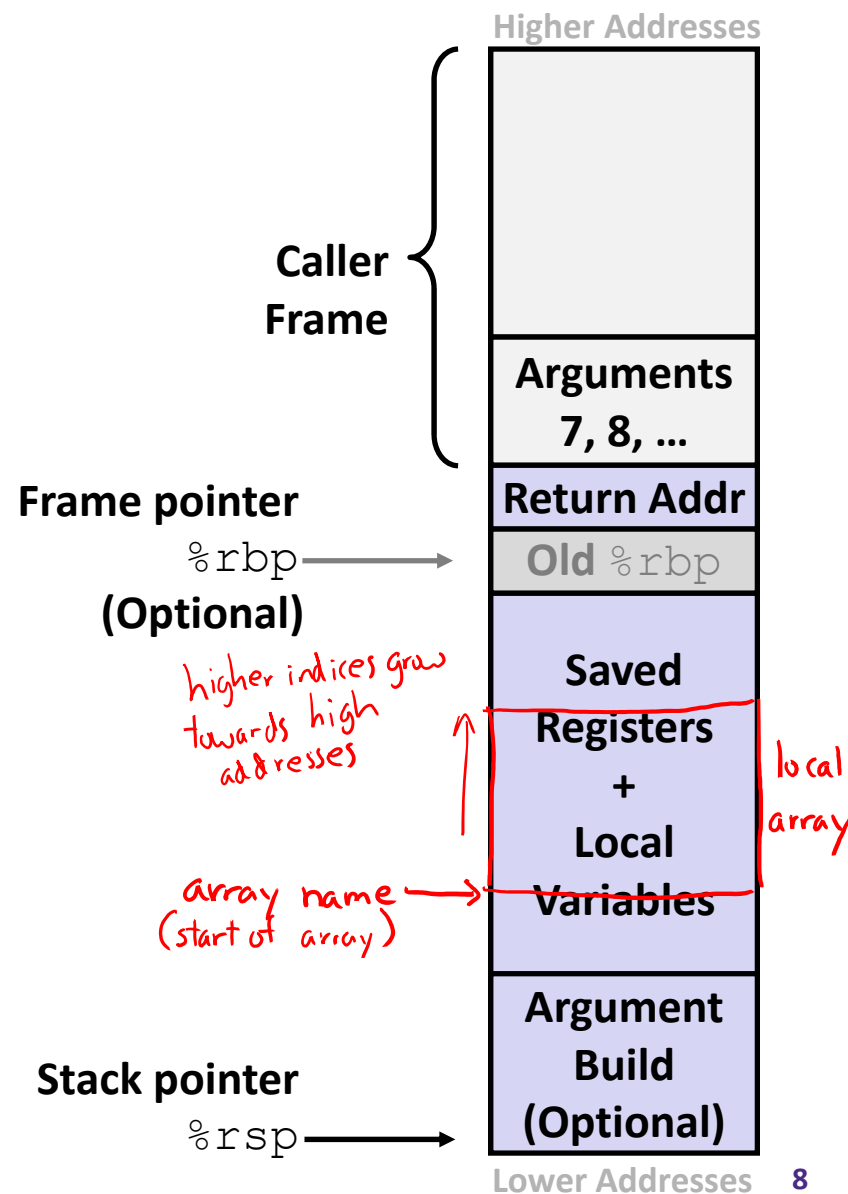 Higher Addresses
Caller
Frame
Arguments
7, 8, …
Return Addr
Frame pointer
%rbp
(Optional)
Old %rbp
higher indices grow
towards high
addresses
Saved
Registers
+
Local
Variables
local
array
array name
(start of array)
Argument
Build
(Optional)
Stack pointer
%rsp
Lower Addresses
8